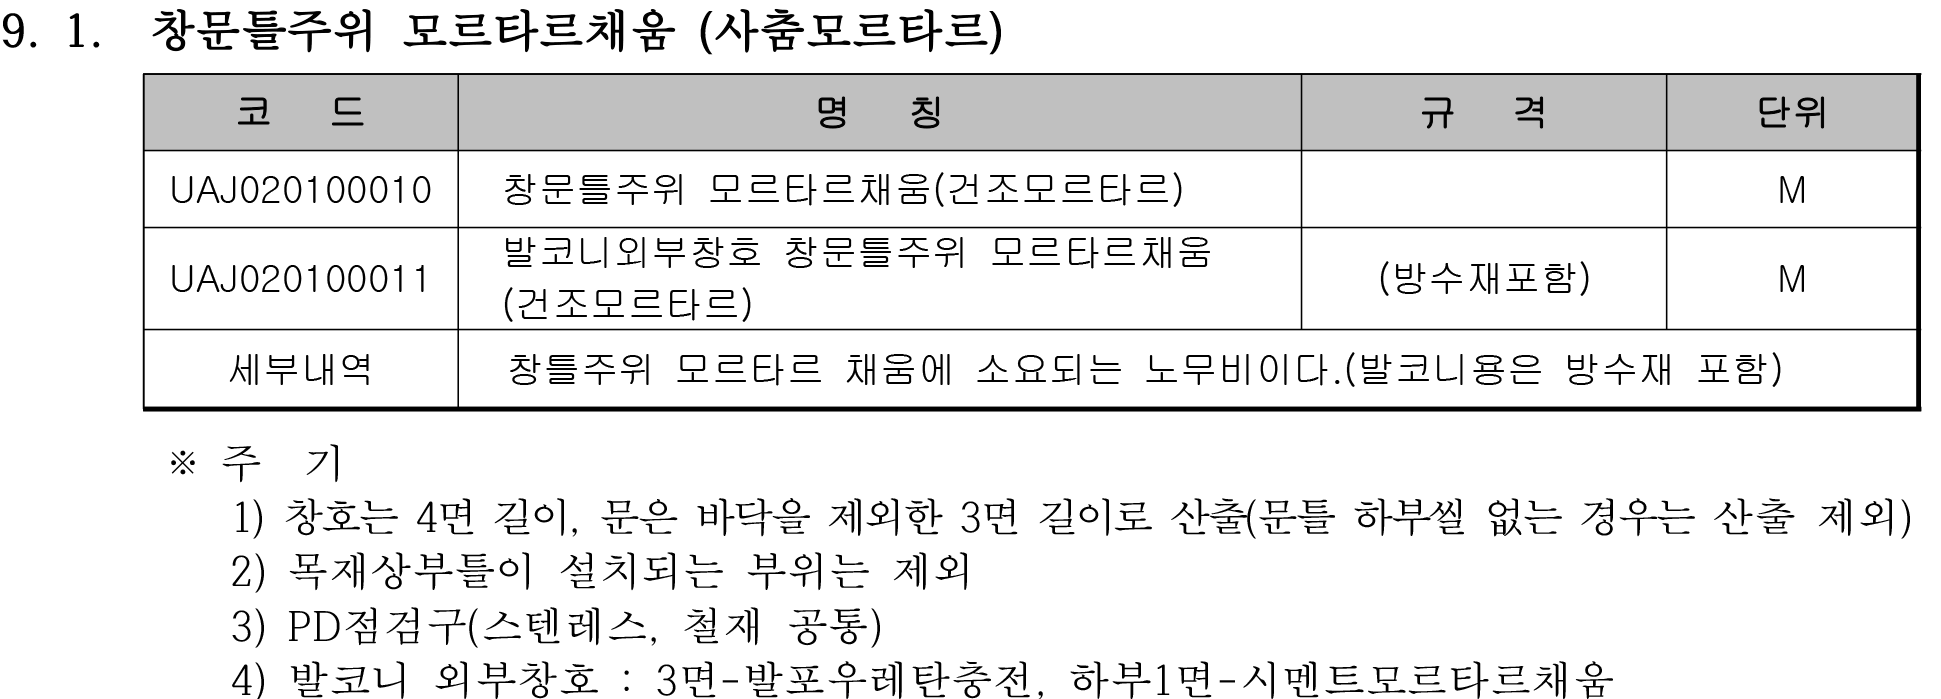 9. 1. 창문틀주위 모르타르채움 (사춤모르타르)
코 드 명 칭 규 격 단위
UAJ020100010 창문틀주위 모르타르채움(건조모르타르) M
발코니외부창호 창문틀주위 모르타르채움
UAJ020100011 (방수재포함) M
(건조모르타르)
세부내역 창틀주위 모르타르 채움에 소요되는 노무비이다.(발코니용은 방수재 포함)
※ 주 기
1) 창호는 4면 길이, 문은 바닥을 제외한 3면 길이로 산출(문틀 하부씰 없는 경우는 산출 제외)
2) 목재상부틀이 설치되는 부위는 제외
3) PD점검구(스텐레스, 철재 공통)
4) 발코니 외부창호 : 3면-발포우레탄충전, 하부1면-시멘트모르타르채움